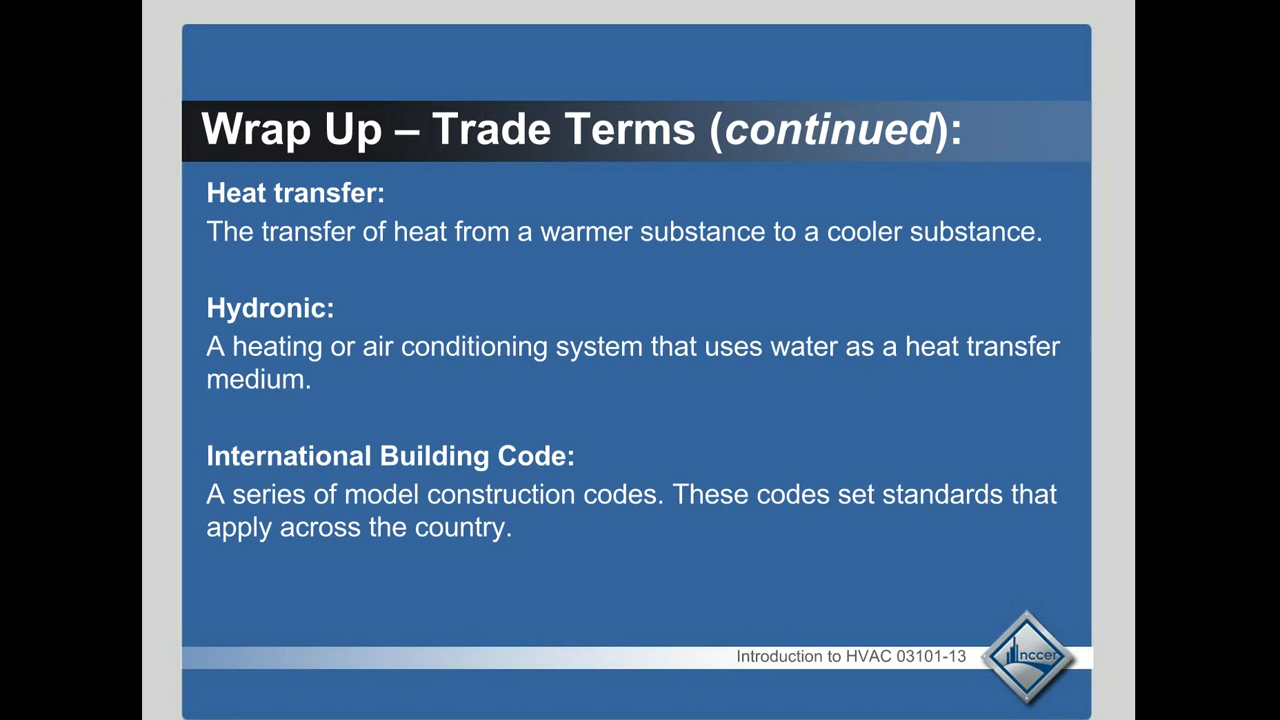 Wrap Up – Trade Terms (continued):
Heat transfer:
The transfer of heat from a warmer substance to a cooler substance.
Hydronic:
A heating or air conditioning system that uses water as a heat transfer
medium.
International Building Code:
A series of model construction codes. These codes set standards that
apply across the country.
Introduction to HVAC 03101-13
nccer